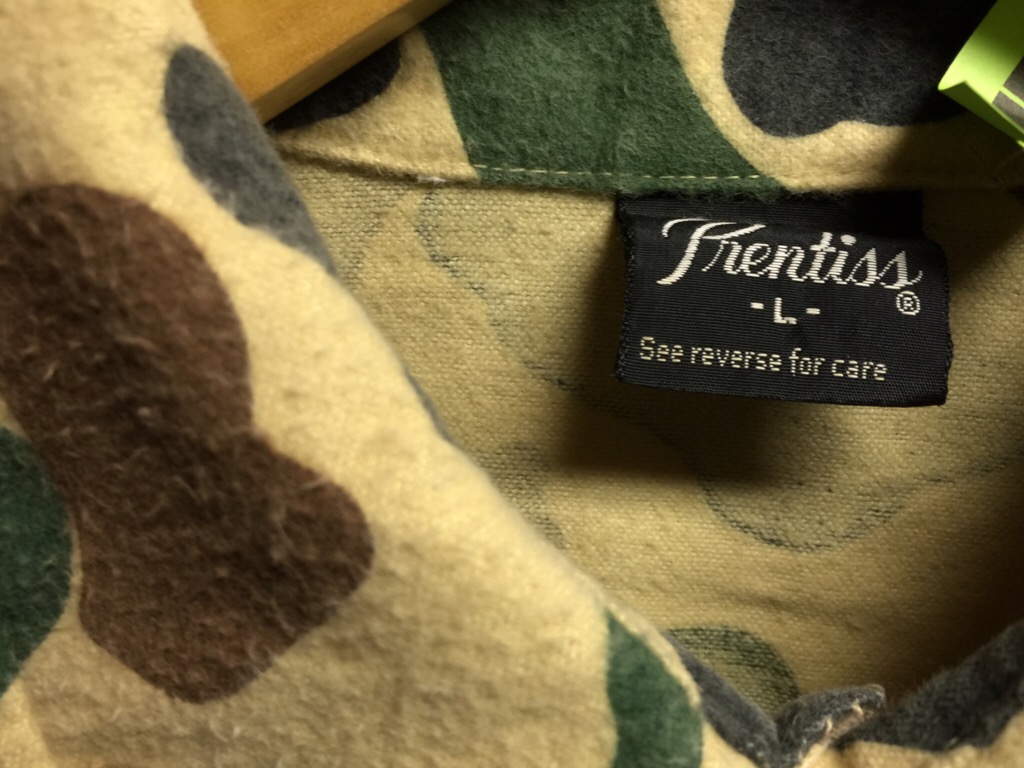 Prentiss
- L -
®
See reverse for care